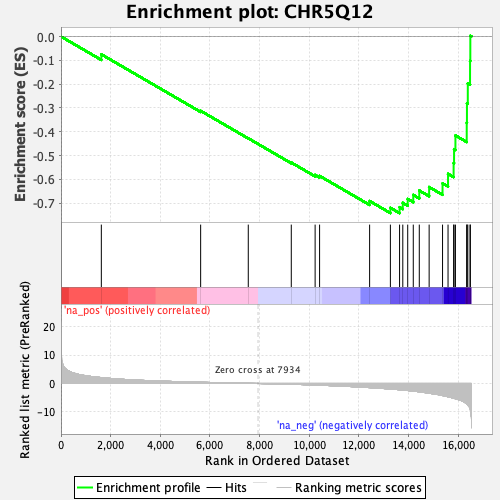 Enrichment plot: CHR5Q12
Enrichment score (ES)
0.0
-0.1
-0.2
-0.3
-0.4
-0.5
-0.6
-0.7
'na_pos' (positively correlated)
Ranked list metric (PreRanked)
20
10
0
-10
Zero cross at 7934
'na_neg' (negatively correlated)
0 2,000 4,000 6,000 8,000 10,000 12,000 14,000 16,000
Rank in Ordered Dataset
Enrichment profile Hits Ranking metric scores